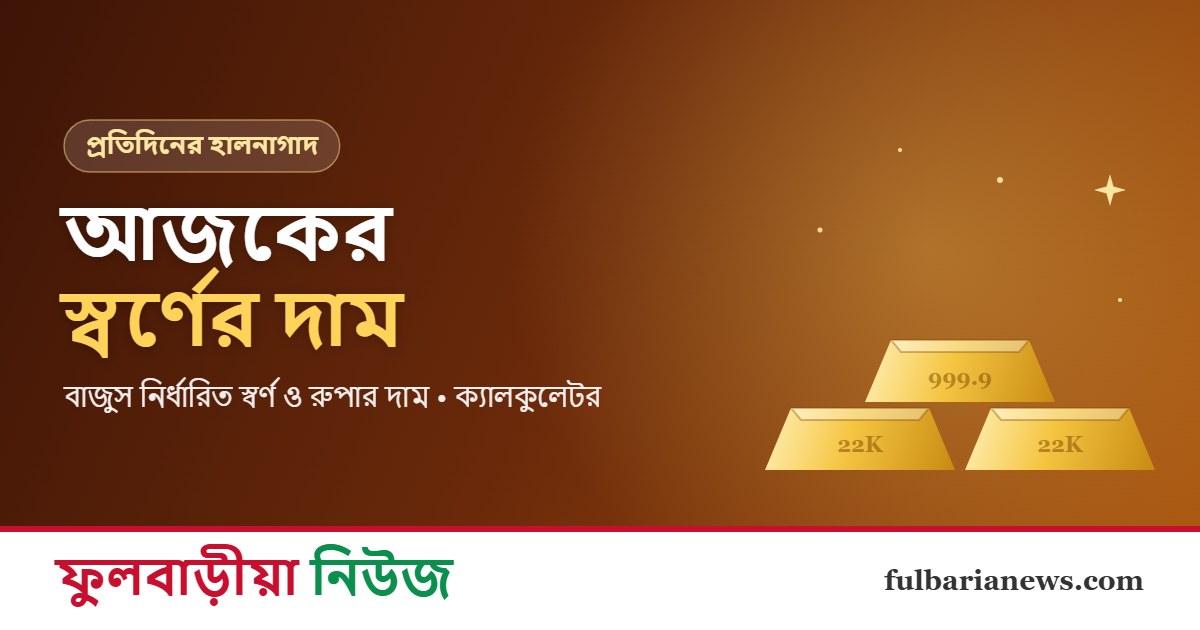 প্রতিদিনের হালনাগাদ
আজকের
স্বর্ণের দাম
বাজুস নির্ধারিত স্বর্ণ ও রুপার দাম • ক্যালকুলেটর
999.9
22K
22K
ফুলবাড়ীয়া নিউজ
fulbarianews.com